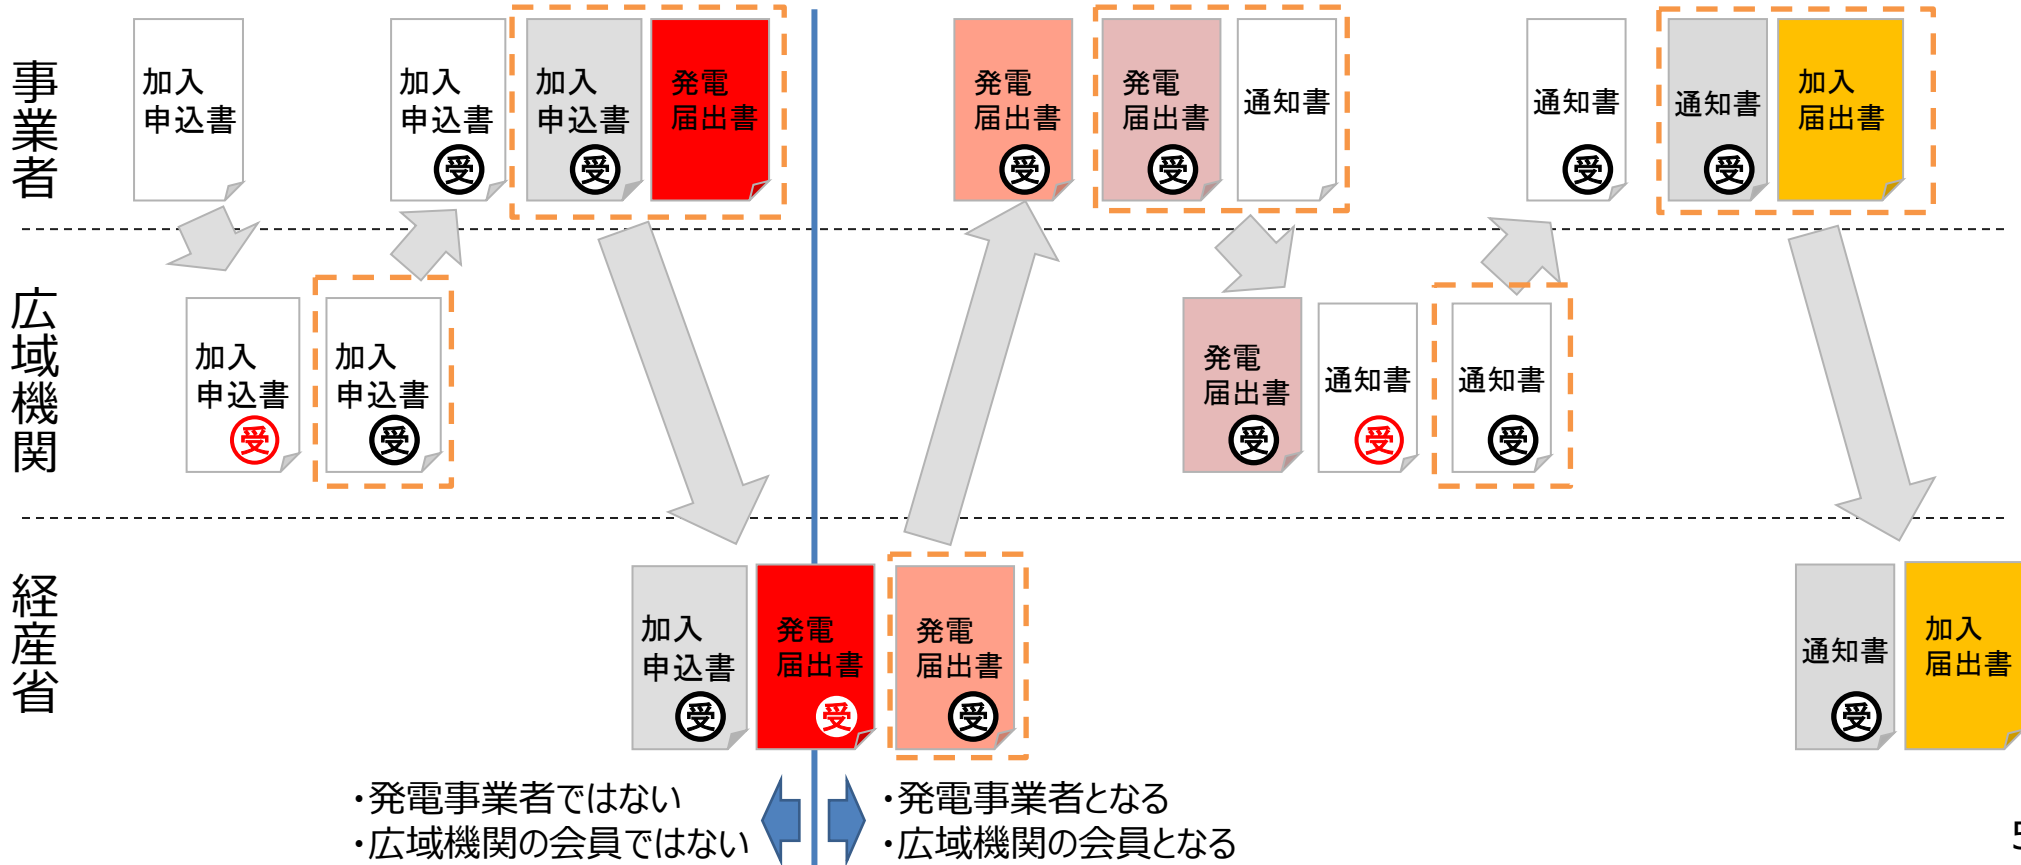 事業者
加入
申込書
加入
申込書
受
加入
申込書
受
発電
届出書
発電
届出書
受
発電
届出書
受
通知書
通知書
受
通知書
受
加入
届出書
広域機関
加入
申込書
受
加入
申込書
受
発電
届出書
受
通知書
受
通知書
受
経産省
加入
申込書
受
発電
届出書
受
発電
届出書
受
通知書
受
加入
届出書
・発電事業者ではない
・広域機関の会員ではない
・発電事業者となる
・広域機関の会員となる